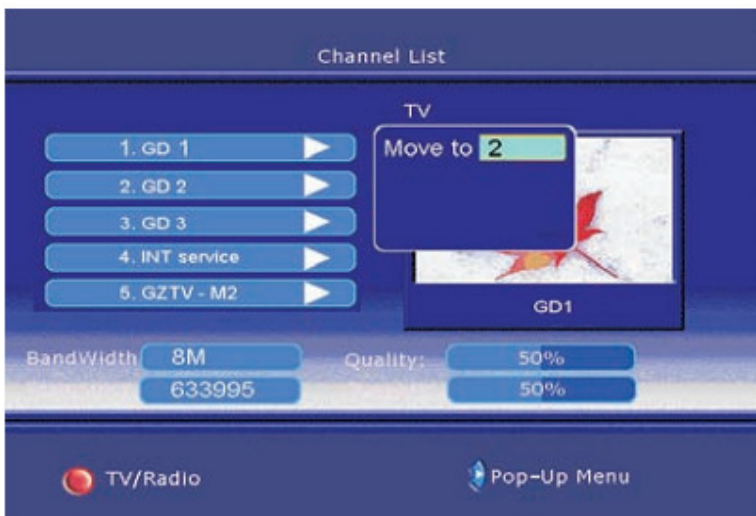 Channel List
TV
1. GD 1
2. GD 2
3. GD 3
4. INT service
5. GZTV - M2
Move to 2
GD1
BandWidth 8M
633995
Quality: 50%
50%
TV/Radio
Pop-Up Menu